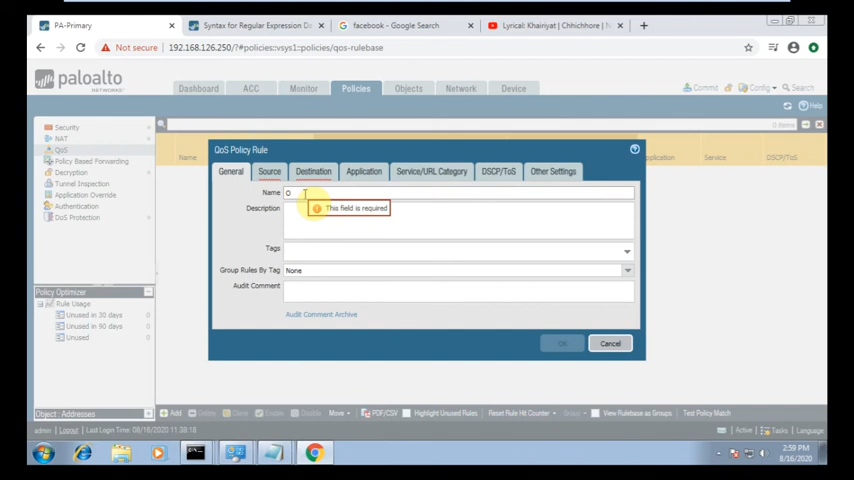 PA-Primary
Syntax for Regular Expression Da
facebook - Google Search
Lyrical: Khairiyat | Chhichhore | N
Not secure 192.168.126.250/?#policies::vsys1::policies/qos-rulebase
paloalto
NETWORKS
Dashboard ACC Monitor Policies Objects Network Device
Commit Config Search
Help
Security
NAT
QoS
Policy Based Forwarding
Decryption
Tunnel Inspection
Application Override
Authentication
DoS Protection
0 items
Name
pplication
Service
DSCP/ToS
QoS Policy Rule
General Source Destination Application Service/URL Category DSCP/ToS Other Settings
Name O
This field is required
Description
Tags
Group Rules By Tag None
Audit Comment
Audit Comment Archive
OK Cancel
Policy Optimizer
Rule Usage
Unused in 30 days 0
Unused in 90 days 0
Unused 0
Object: Addresses
Add Delete Clone Enable Disable Move PDF/CSV Highlight Unused Rules Reset Rule Hit Counter Group View Rulebase as Groups Test Policy Match
admin | Logout | Last Login Time: 08/16/2020 11:38:18
Active Tasks Language
2:59 PM
8/16/2020